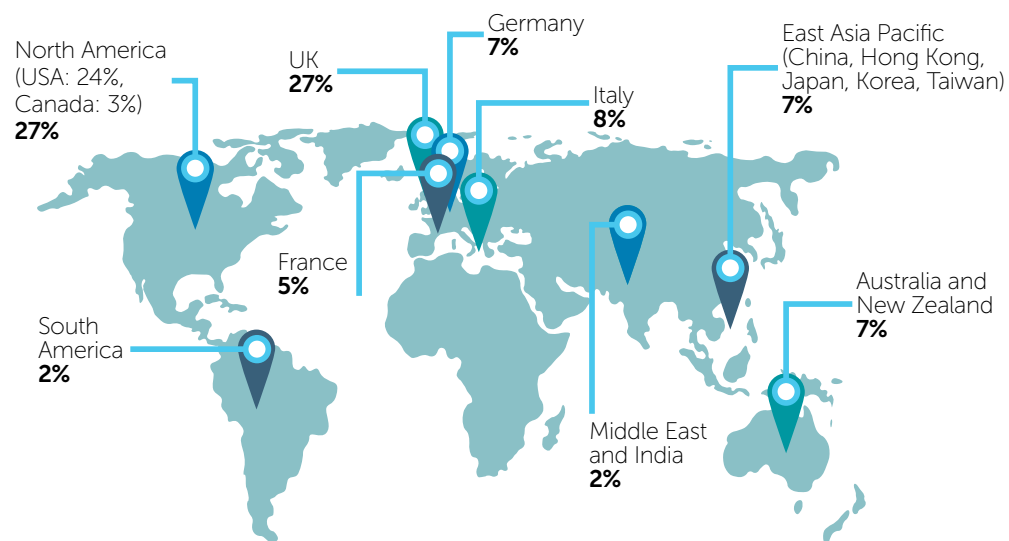 North America
(USA: 24%,
Canada: 3%)
27%
UK
27%
Germany
7%
Italy
8%
East Asia Pacific
(China, Hong Kong,
Japan, Korea, Taiwan)
7%
France
5%
South
America
2%
Middle East
and India
2%
Australia and
New Zealand
7%